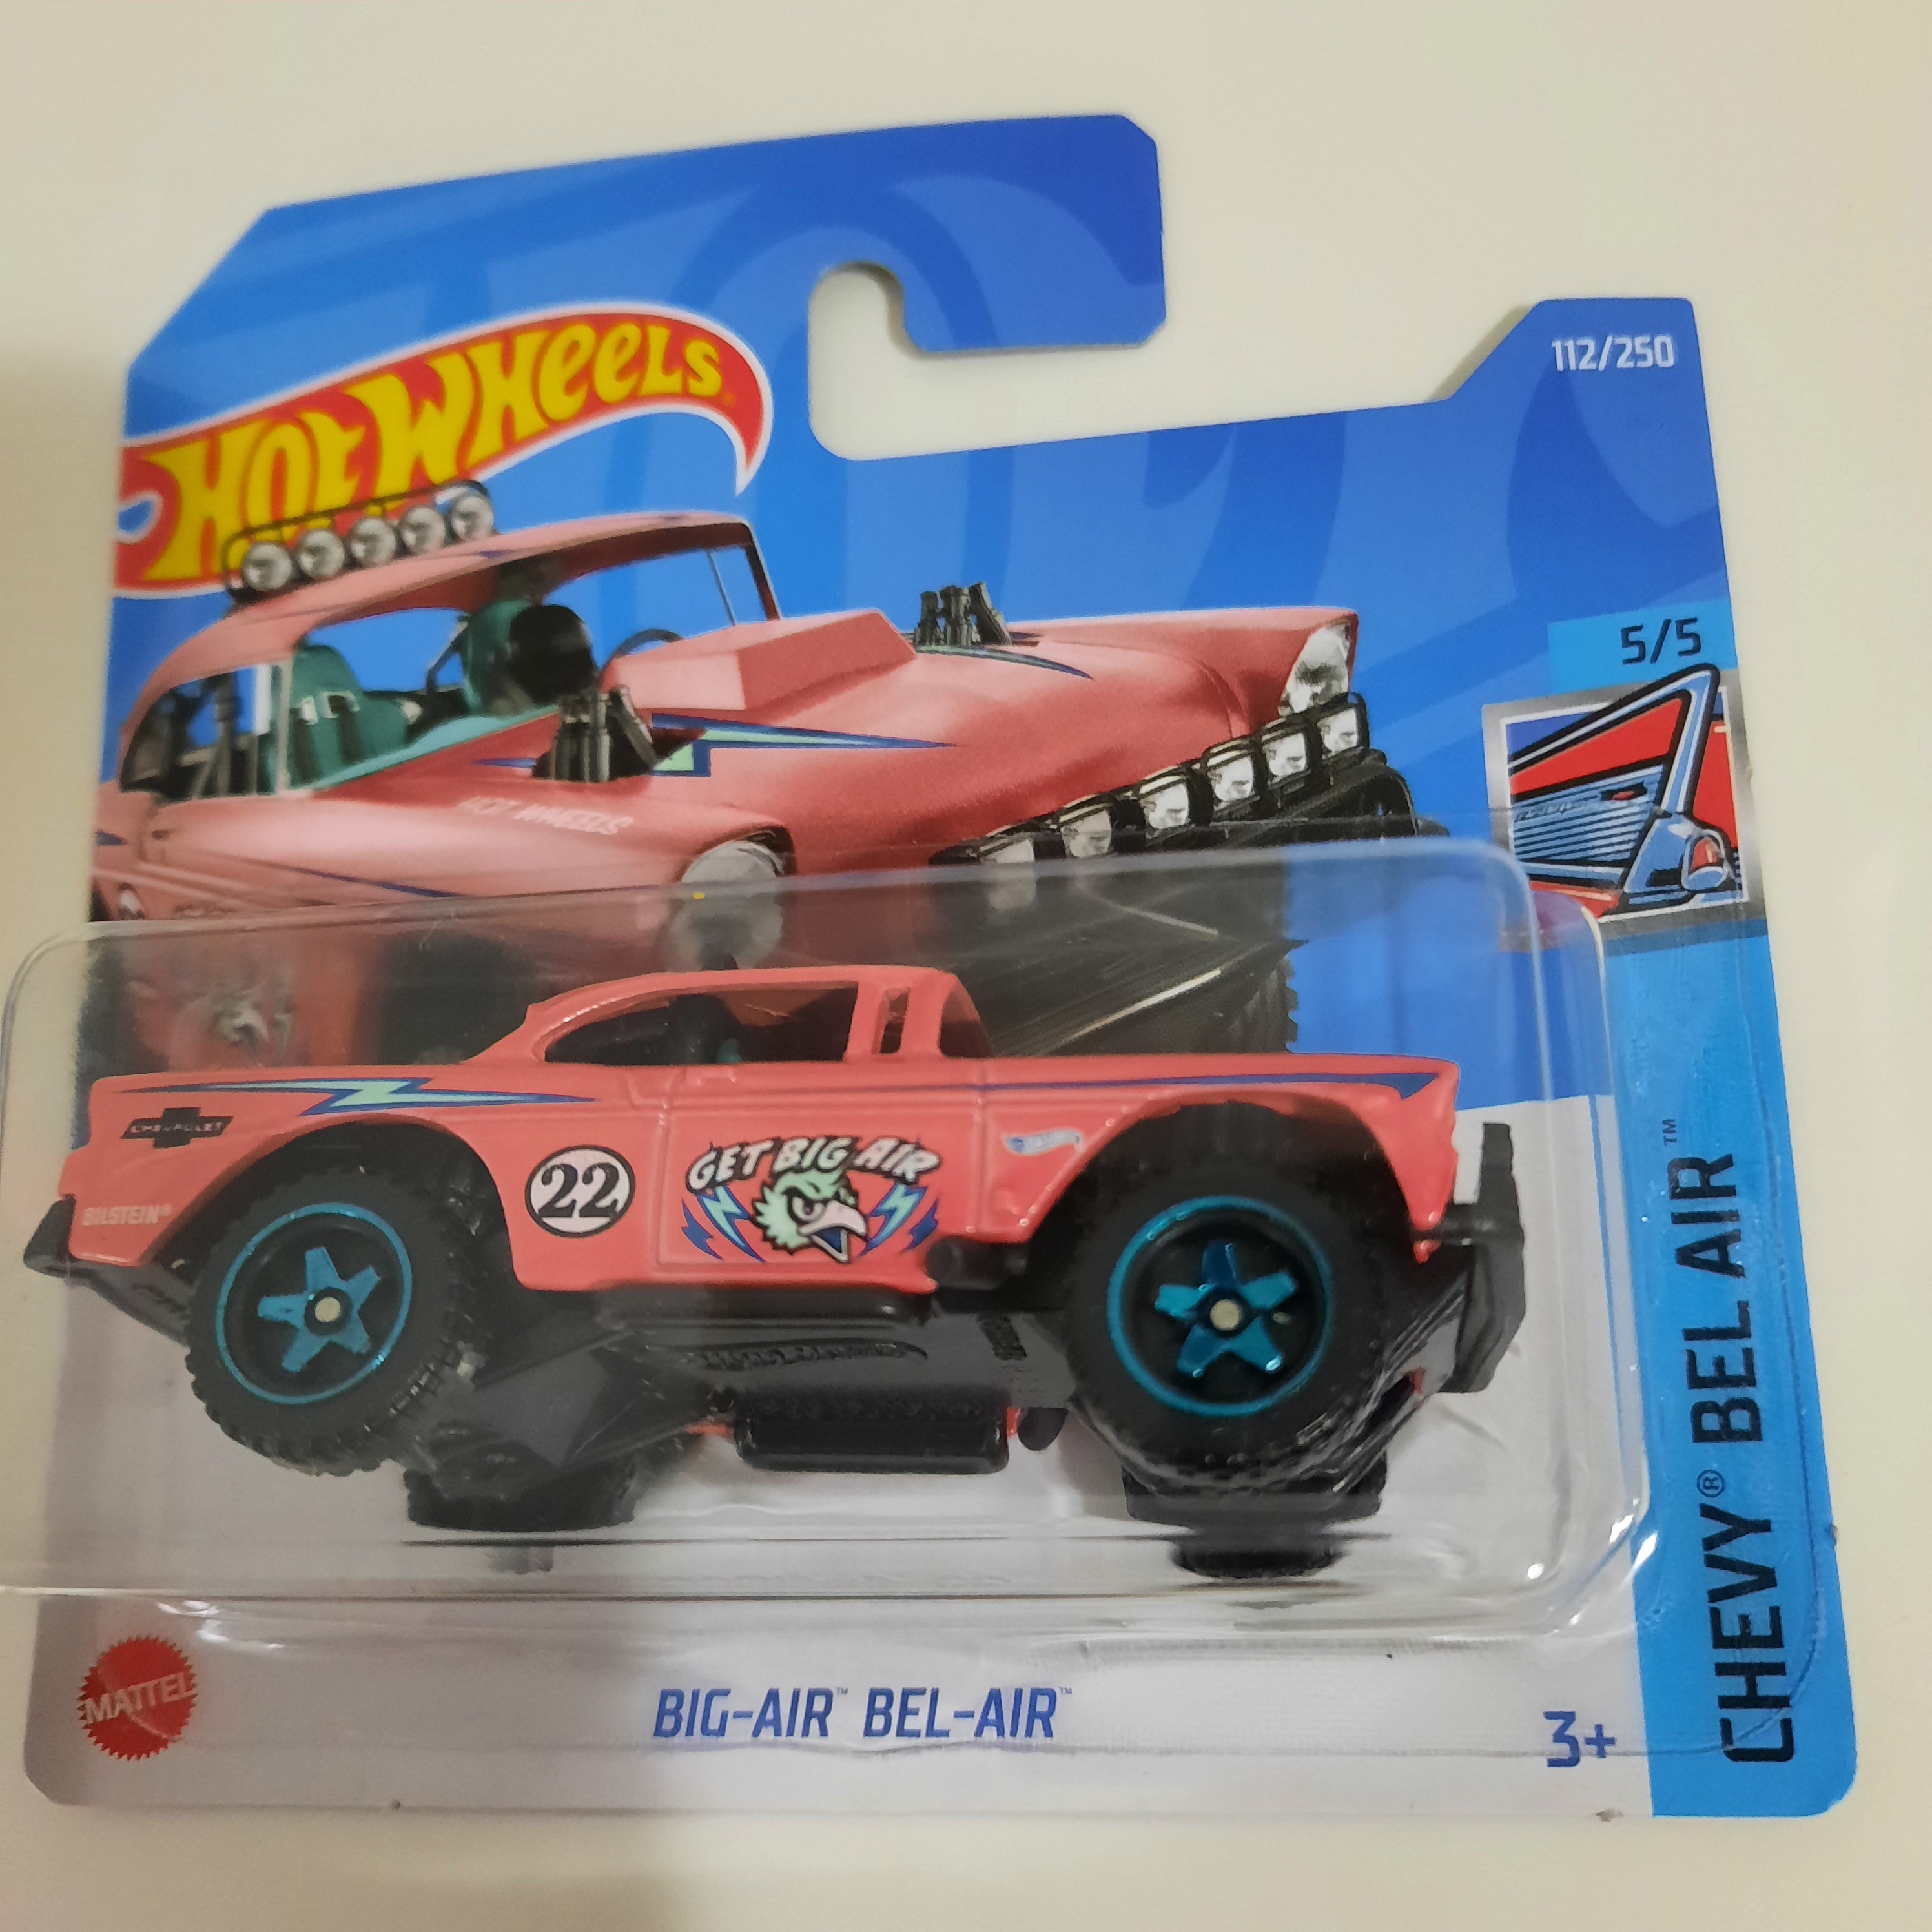 HOT WHEELS
112/250
5/5
HOT WHEELS
CHEVROLET
BILSTEIN®
22
GET BIG AIR
CHEVY® BEL AIR™
MATTEL
BIG-AIR™ BEL-AIR™
3+